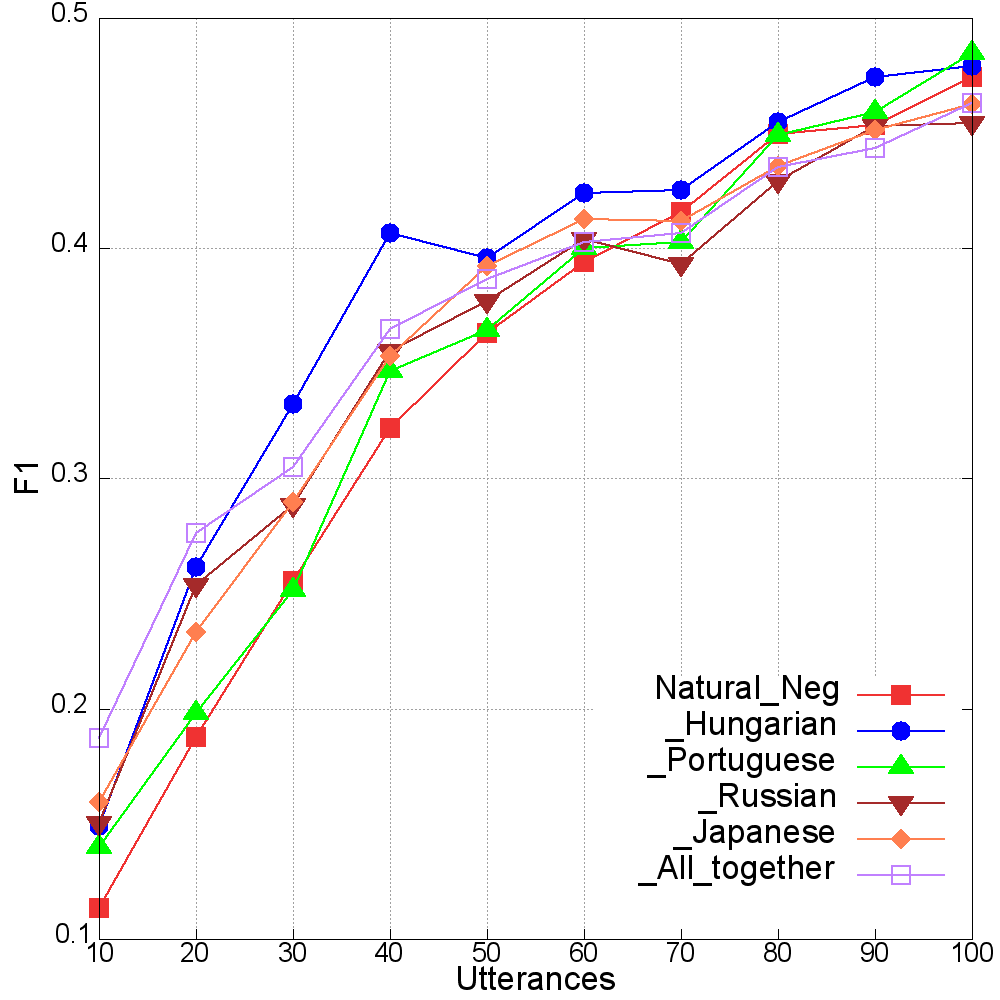 0.5
0.4
0.3
0.2
0.1
F1
Natural_Neg
_Hungarian
_Portuguese
_Russian
_Japanese
_All_together
10 20 30 40 50 60 70 80 90 100
Utterances